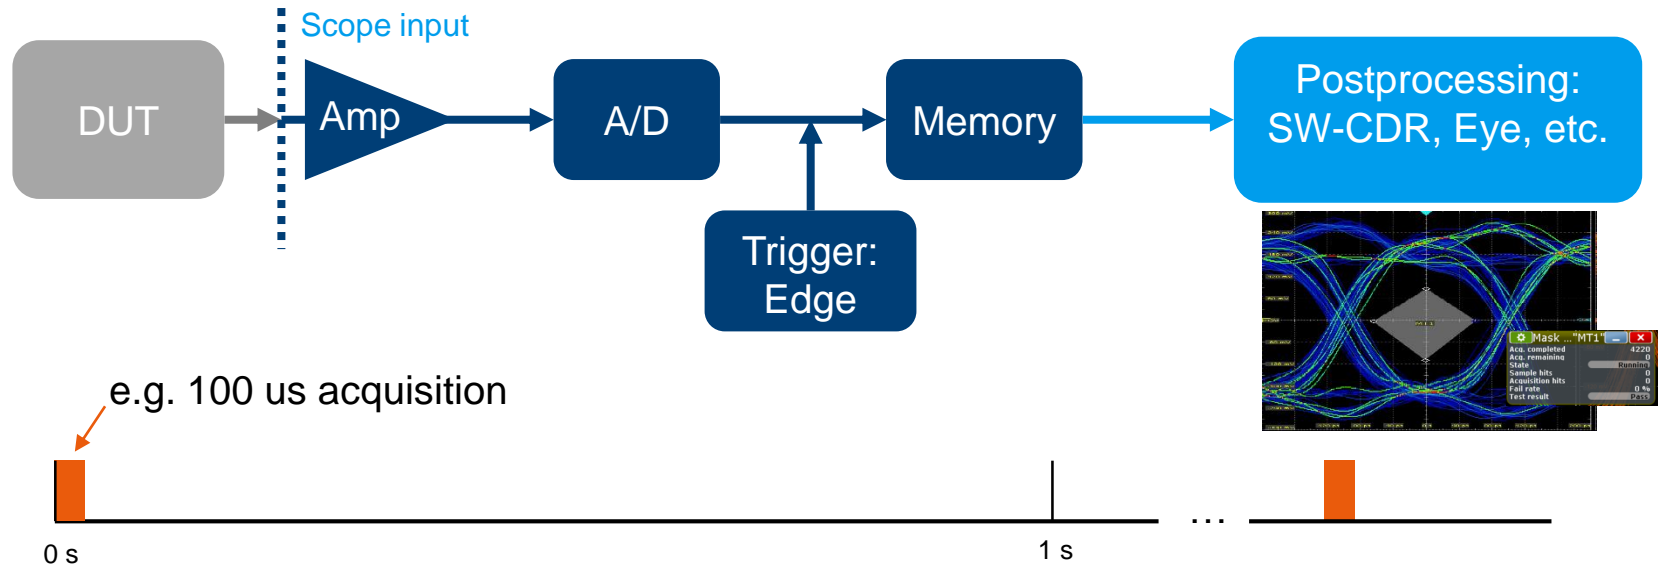 Scope input
DUT
Amp
A/D
Memory
Postprocessing:
SW-CDR, Eye, etc.
Trigger:
Edge
Mask ..."MT1"
Acq. completed 4220
Acq. remaining 0
State Running
Sample hits 0
Acquisition hits 0
Fail rate 0 %
Test result Pass
e.g. 100 us acquisition
...
0 s
1 s